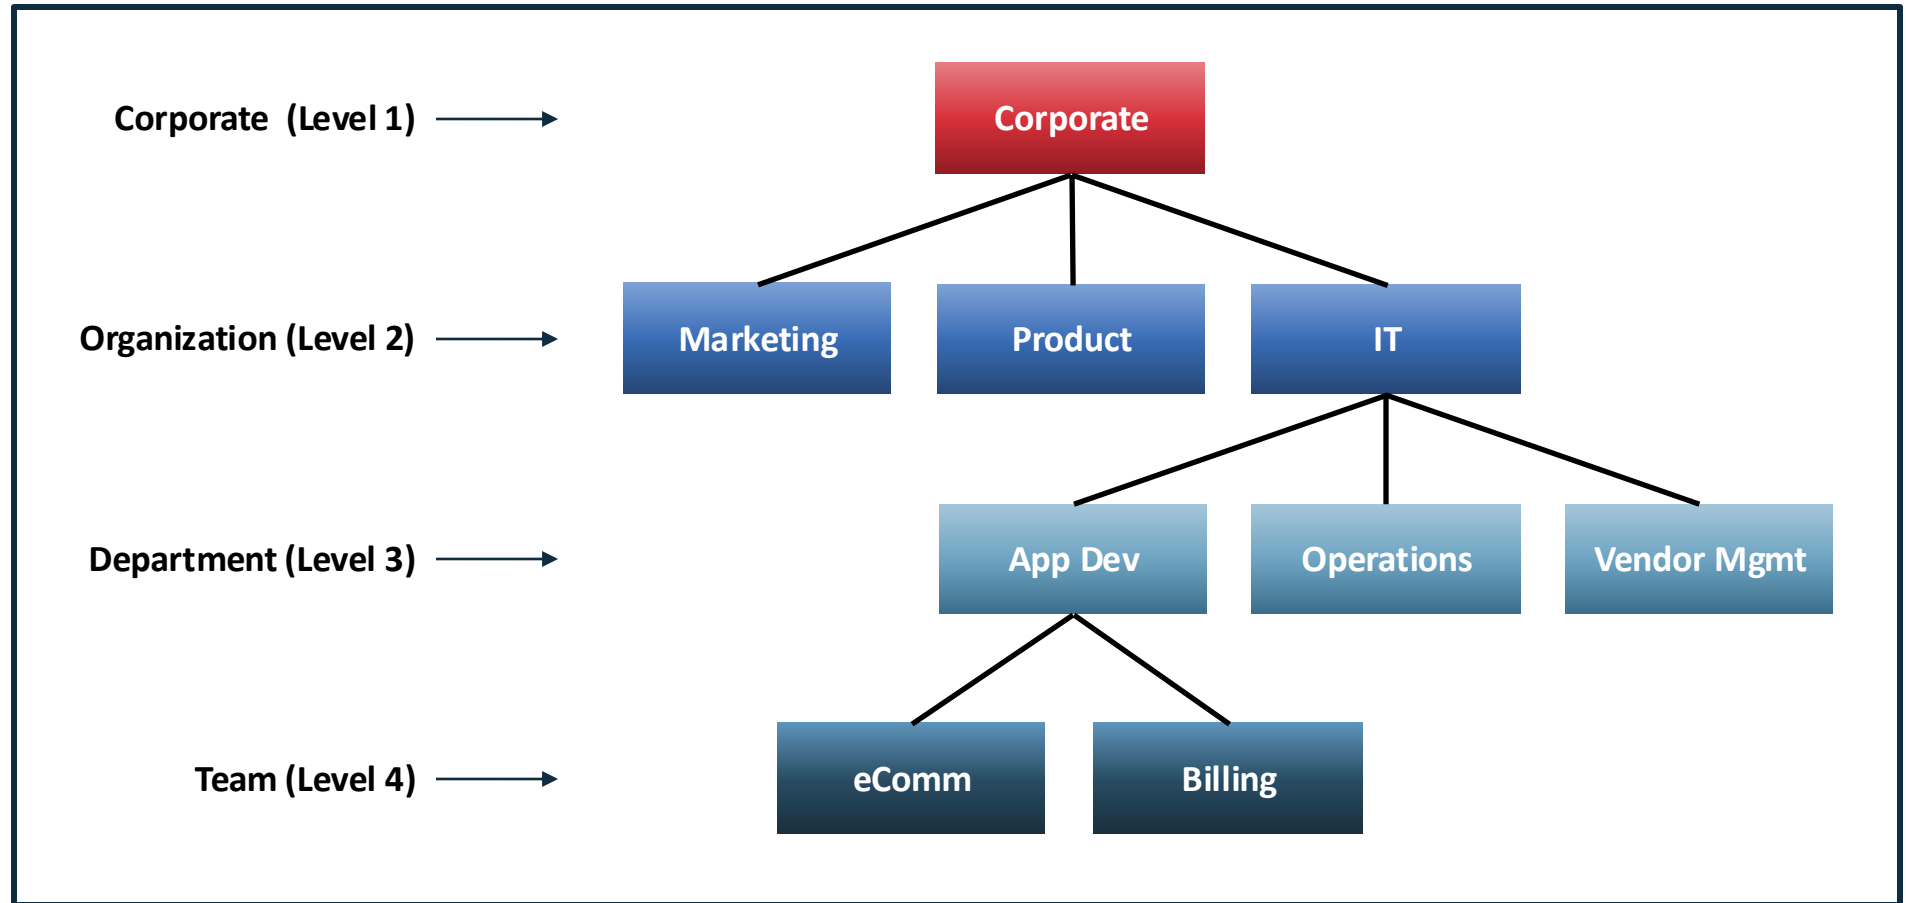 Corporate  (Level 1)
Corporate
Organization (Level 2)
Marketing
Product
IT
Department (Level 3)
App Dev
Operations
Vendor Mgmt
Team (Level 4)
eComm
Billing